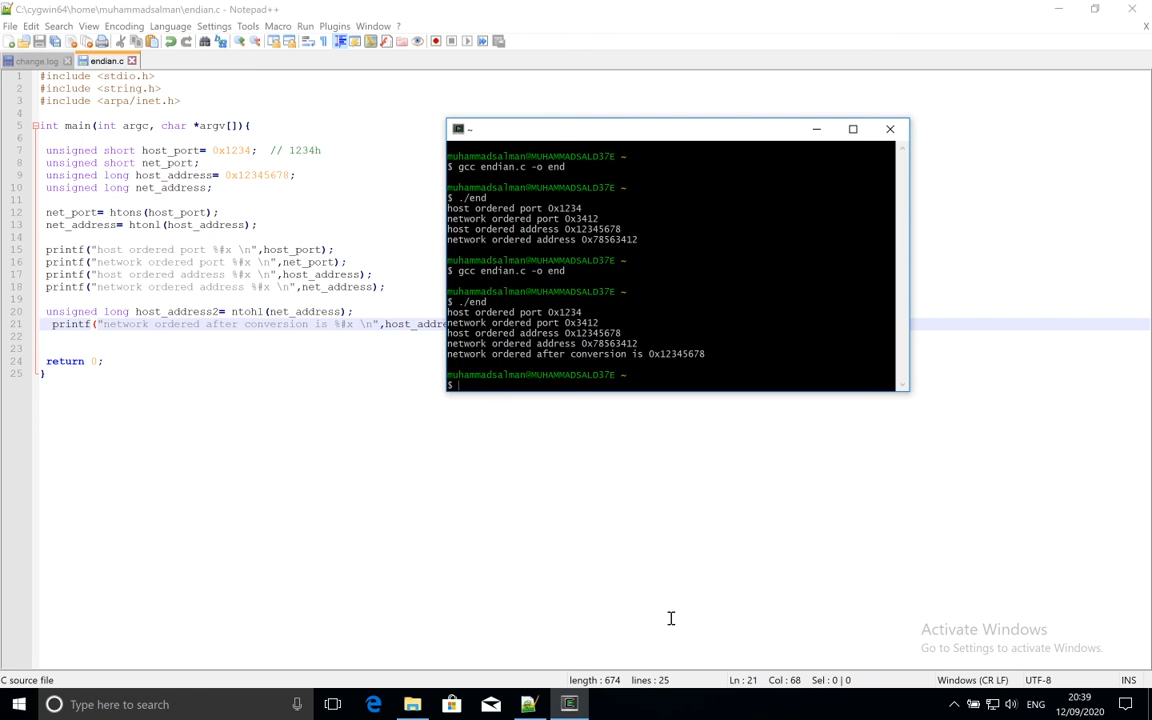 C:\cygwin64\home\muhammadsalman\endian.c - Notepad++
File Edit Search View Encoding Language Settings Tools Macro Run Plugins Window ? X
change.log endian.c
1 #include <stdio.h>
2 #include <string.h>
3 #include <arpa/inet.h>
4
5 int main(int argc, char *argv[]){
6
7 unsigned short host_port= 0x1234; // 1234h
8 unsigned short net_port;
9 unsigned long host_address= 0x12345678;
10 unsigned long net_address;
11
12 net_port= htons(host_port);
13 net_address= htonl(host_address);
14
15 printf("host ordered port %#x \n",host_port);
16 printf("network ordered port %#x \n",net_port);
17 printf("host ordered address %#x \n",host_address);
18 printf("network ordered address %#x \n",net_address);
19
20 unsigned long host_address2= ntohl(net_address);
21 printf("network ordered after conversion is %#x \n",host_addre
22
23
24 return 0;
25 }
~
muhammadsalman@MUHAMMADSALD37E ~
$ gcc endian.c -o end
muhammadsalman@MUHAMMADSALD37E ~
$ ./end
host ordered port 0x1234
network ordered port 0x3412
host ordered address 0x12345678
network ordered address 0x78563412
muhammadsalman@MUHAMMADSALD37E ~
$ gcc endian.c -o end
muhammadsalman@MUHAMMADSALD37E ~
$ ./end
host ordered port 0x1234
network ordered port 0x3412
host ordered address 0x12345678
network ordered address 0x78563412
network ordered after conversion is 0x12345678
muhammadsalman@MUHAMMADSALD37E ~
$
Activate Windows
Go to Settings to activate Windows.
C source file length : 674 lines : 25 Ln : 21 Col : 68 Sel : 0 | 0 Windows (CR LF) UTF-8 INS
Type here to search ENG 20:39
12/09/2020